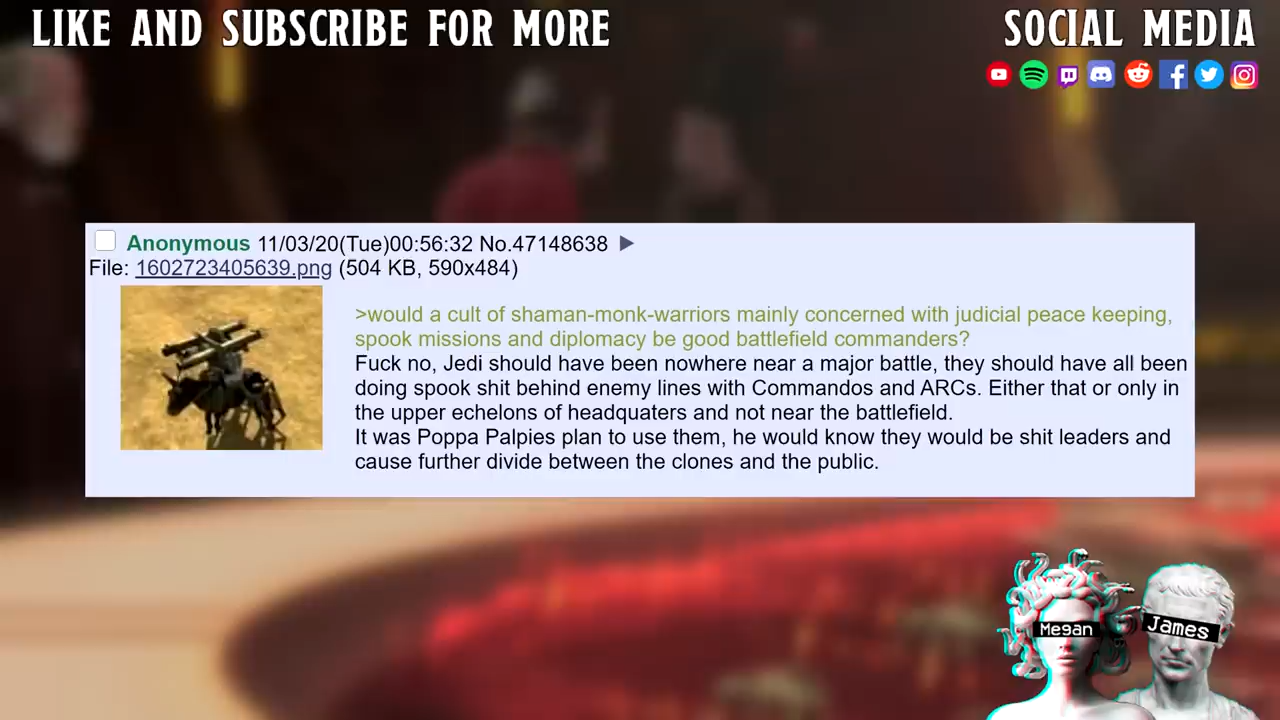 LIKE AND SUBSCRIBE FOR MORE
SOCIAL MEDIA
Anonymous 11/03/20(Tue)00:56:32 No.47148638 ▶
File: 1602723405639.png (504 KB, 590x484)
>would a cult of shaman-monk-warriors mainly concerned with judicial peace keeping,
spook missions and diplomacy be good battlefield commanders?
Fuck no, Jedi should have been nowhere near a major battle, they should have all been
doing spook shit behind enemy lines with Commandos and ARCs. Either that or only in
the upper echelons of headquaters and not near the battlefield.
It was Poppa Palpies plan to use them, he would know they would be shit leaders and
cause further divide between the clones and the public.
Megan
James